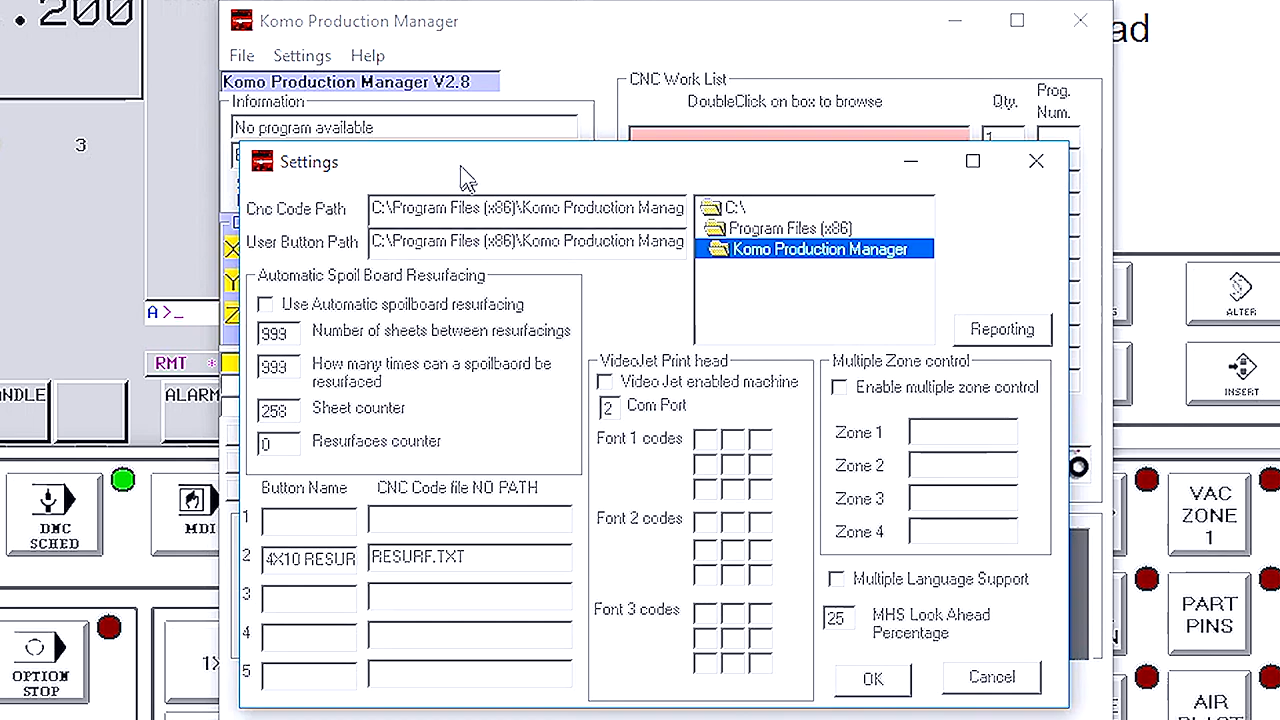 .200
ad
Komo Production Manager
File Settings Help
Komo Production Manager V2.8
Information
No program available
CNC Work List
DoubleClick on box to browse
Qty.
Prog.
Num.
1
3
Settings
Cnc Code Path
C:\Program Files (x86)\Komo Production Manag
User Button Path
C:\Program Files (x86)\Komo Production Manag
C:\
Program Files (x86)
Komo Production Manager
Reporting
Automatic Spoil Board Resurfacing
Use Automatic spoilboard resurfacing
999 Number of sheets between resurfacings
999 How many times can a spoilbaord be
resurfaced
258 Sheet counter
0 Resurfaces counter
Button Name CNC Code file NO PATH
1
2 4X10 RESUR RESURF.TXT
3
4
5
VideoJet Print head
Video Jet enabled machine
2 Com Port
Font 1 codes
Font 2 codes
Font 3 codes
Multiple Zone control
Enable multiple zone control
Zone 1
Zone 2
Zone 3
Zone 4
Multiple Language Support
25 MHS Look Ahead
Percentage
OK Cancel
X
Y
Z
A >_
RMT *
NDLE
ALARM
DNC
SCHED
MDI
OPTION
STOP
1X
ALTER
INSERT
VAC
ZONE
1
PART
PINS
AIR